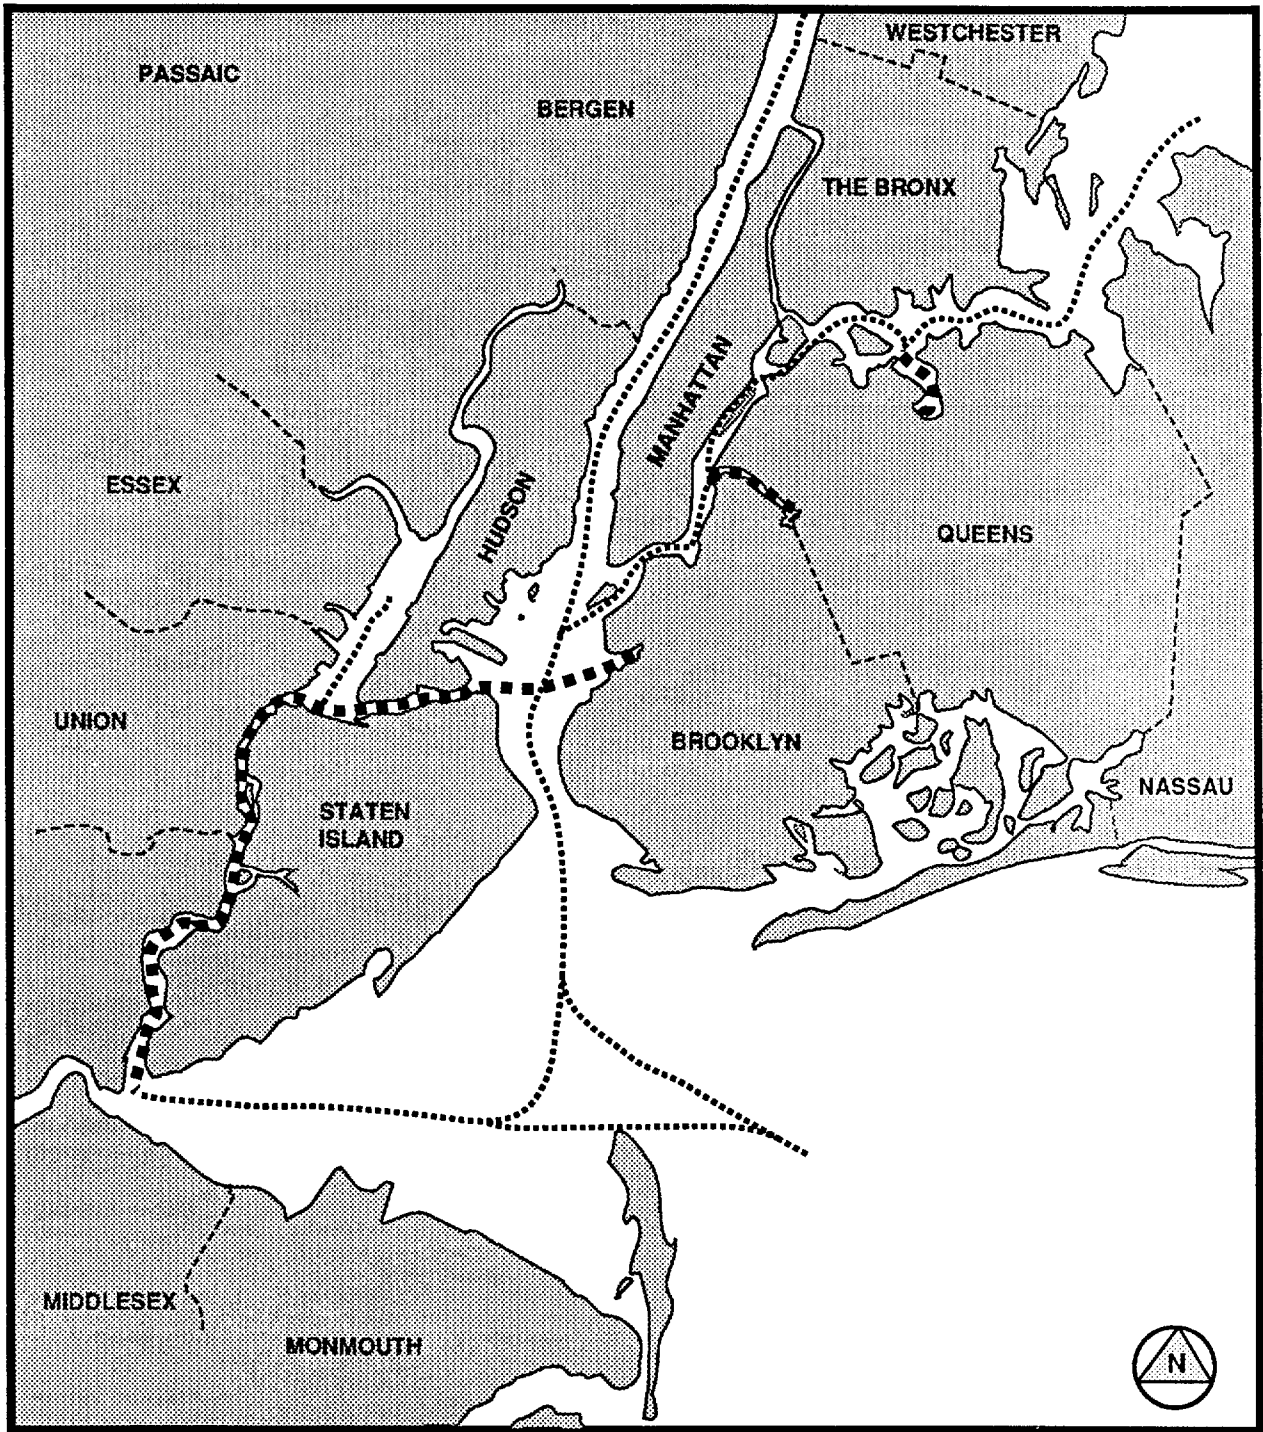 WESTCHESTER
PASSAIC
BERGEN
THE BRONX
MANHATTAN
ESSEX
HUDSON
QUEENS
UNION
BROOKLYN
NASSAU
STATEN
ISLAND
MIDDLESEX
MONMOUTH
N